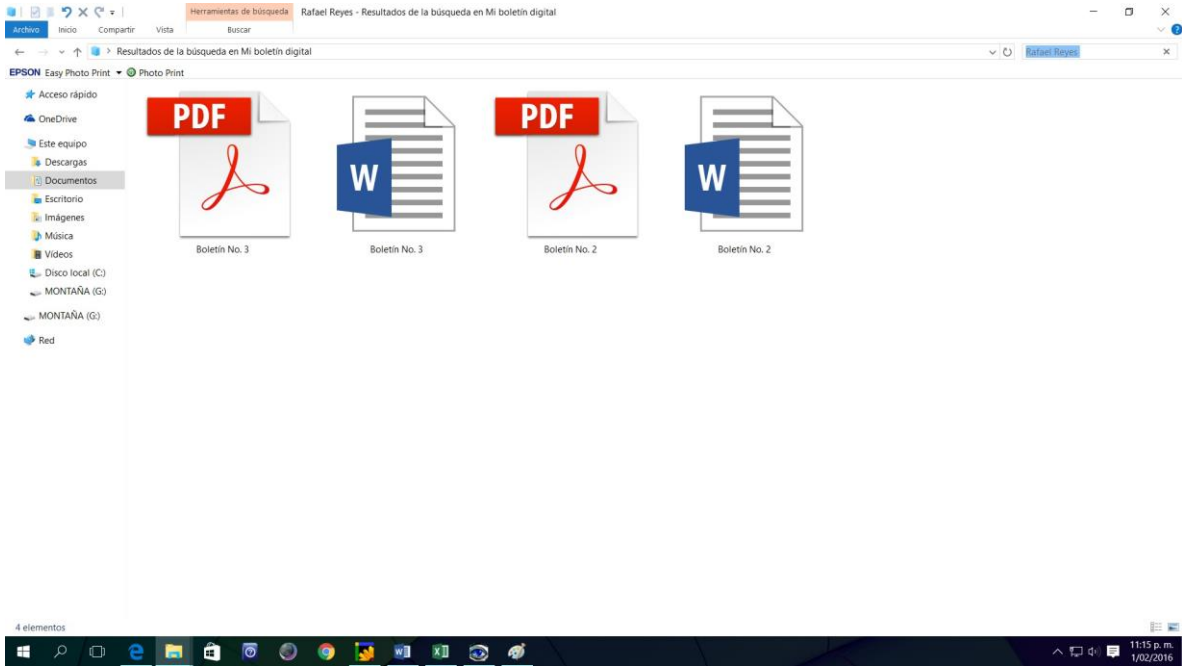 Herramientas de búsqueda Rafael Reyes - Resultados de la búsqueda en Mi boletín digital
Archivo Inicio Compartir Vista Buscar
Resultados de la búsqueda en Mi boletín digital Rafael Reyes
EPSON Easy Photo Print Photo Print
Acceso rápido
OneDrive
Este equipo
Descargas
Documentos
Escritorio
Imágenes
Música
Vídeos
Disco local (C:)
MONTAÑA (G:)
MONTAÑA (G:)
Red
PDF W PDF W
Boletín No. 3 Boletín No. 3 Boletín No. 2 Boletín No. 2
4 elementos
11:15 p. m.
1/02/2016